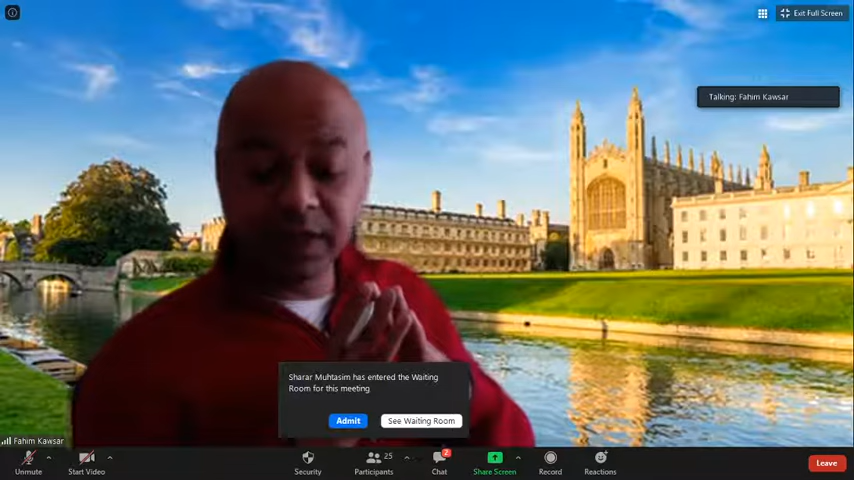 Exit Full Screen
Talking: Fahim Kawsar
Sharar Muhtasim has entered the Waiting
Room for this meeting
Admit
See Waiting Room
Fahim Kawsar
25
2
Unmute
Start Video
Security
Participants
Chat
Share Screen
Record
Reactions
Leave